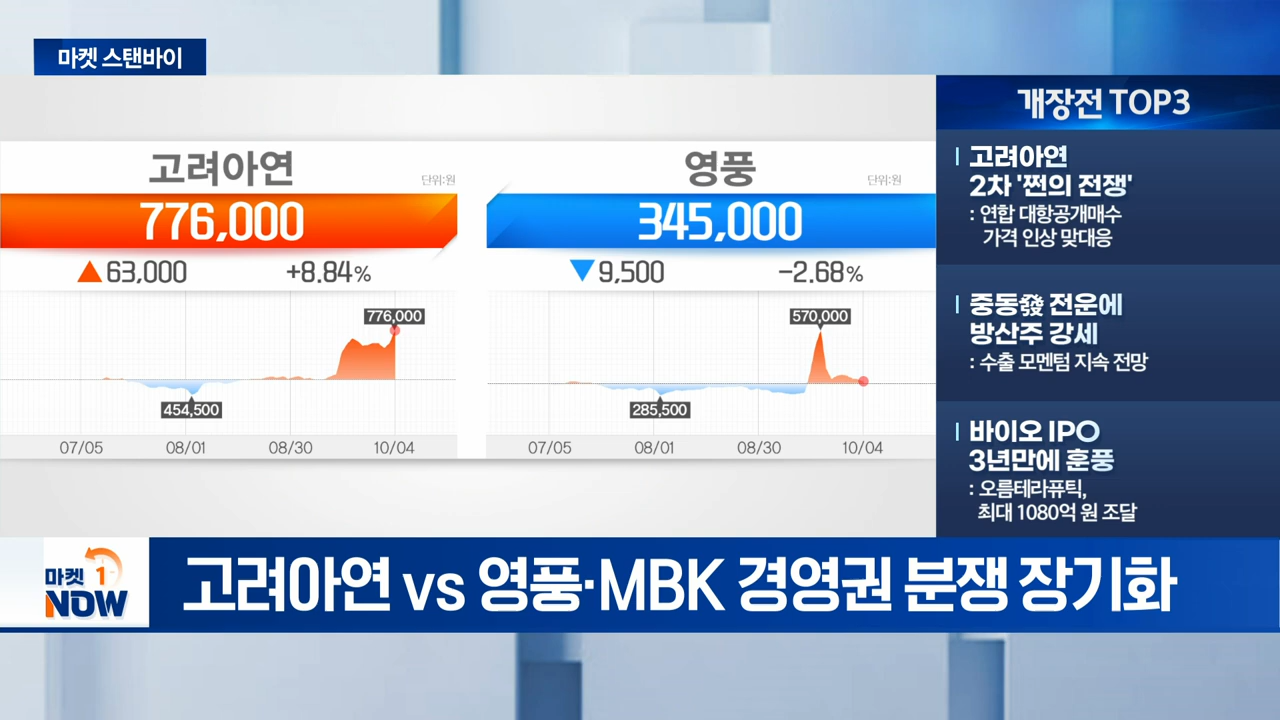 마켓 스탠바이
고려아연
단위:원
776,000
▲63,000 +8.84%
776,000
454,500
07/05 08/01 08/30 10/04
영풍
단위:원
345,000
▼9,500 -2.68%
570,000
285,500
07/05 08/01 08/30 10/04
개장전 TOP3
고려아연
2차 '쩐의 전쟁'
: 연합 대항공개매수
가격 인상 맞대응
중동發 전운에
방산주 강세
: 수출 모멘텀 지속 전망
바이오 IPO
3년만에 훈풍
: 오름테라퓨틱,
최대 1080억 원 조달
마켓 1
NOW
고려아연 vs 영풍·MBK 경영권 분쟁 장기화